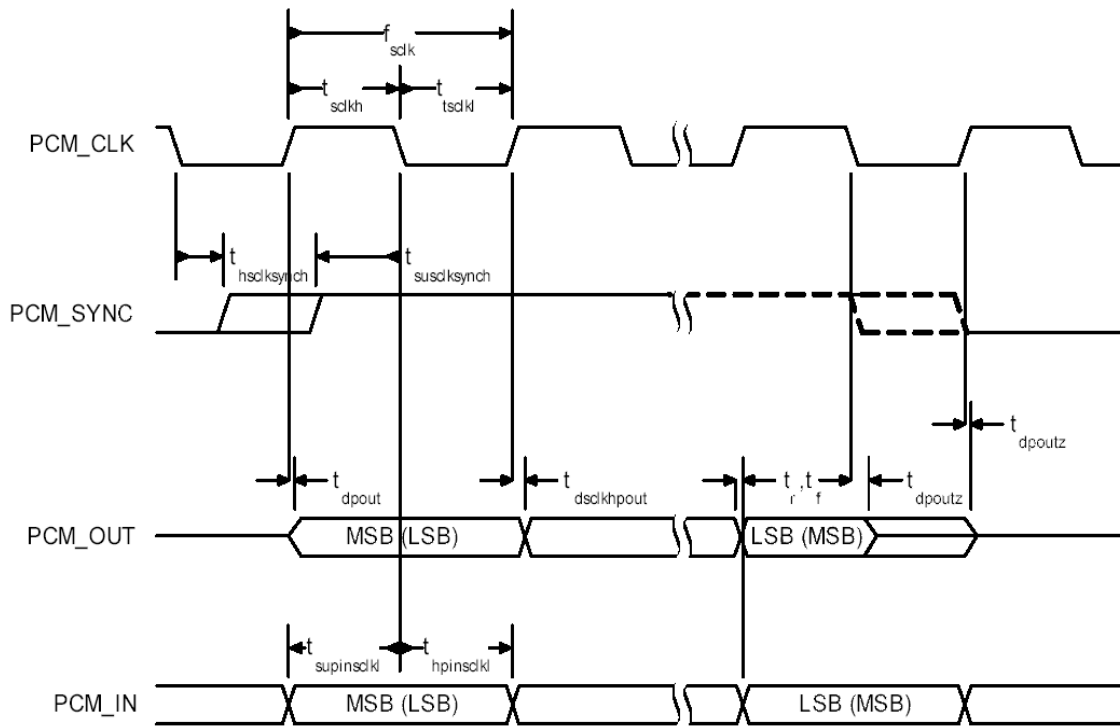 f sclk
t sclkh
t tsclkl
PCM_CLK
t hsclksynch
t susclksynch
PCM_SYNC
t dpoutz
t dpout
t dsclkhpout
t r ,t f
t dpoutz
PCM_OUT
MSB (LSB)
LSB (MSB)
t supinsclkl
t hpinsclkl
PCM_IN
MSB (LSB)
LSB (MSB)